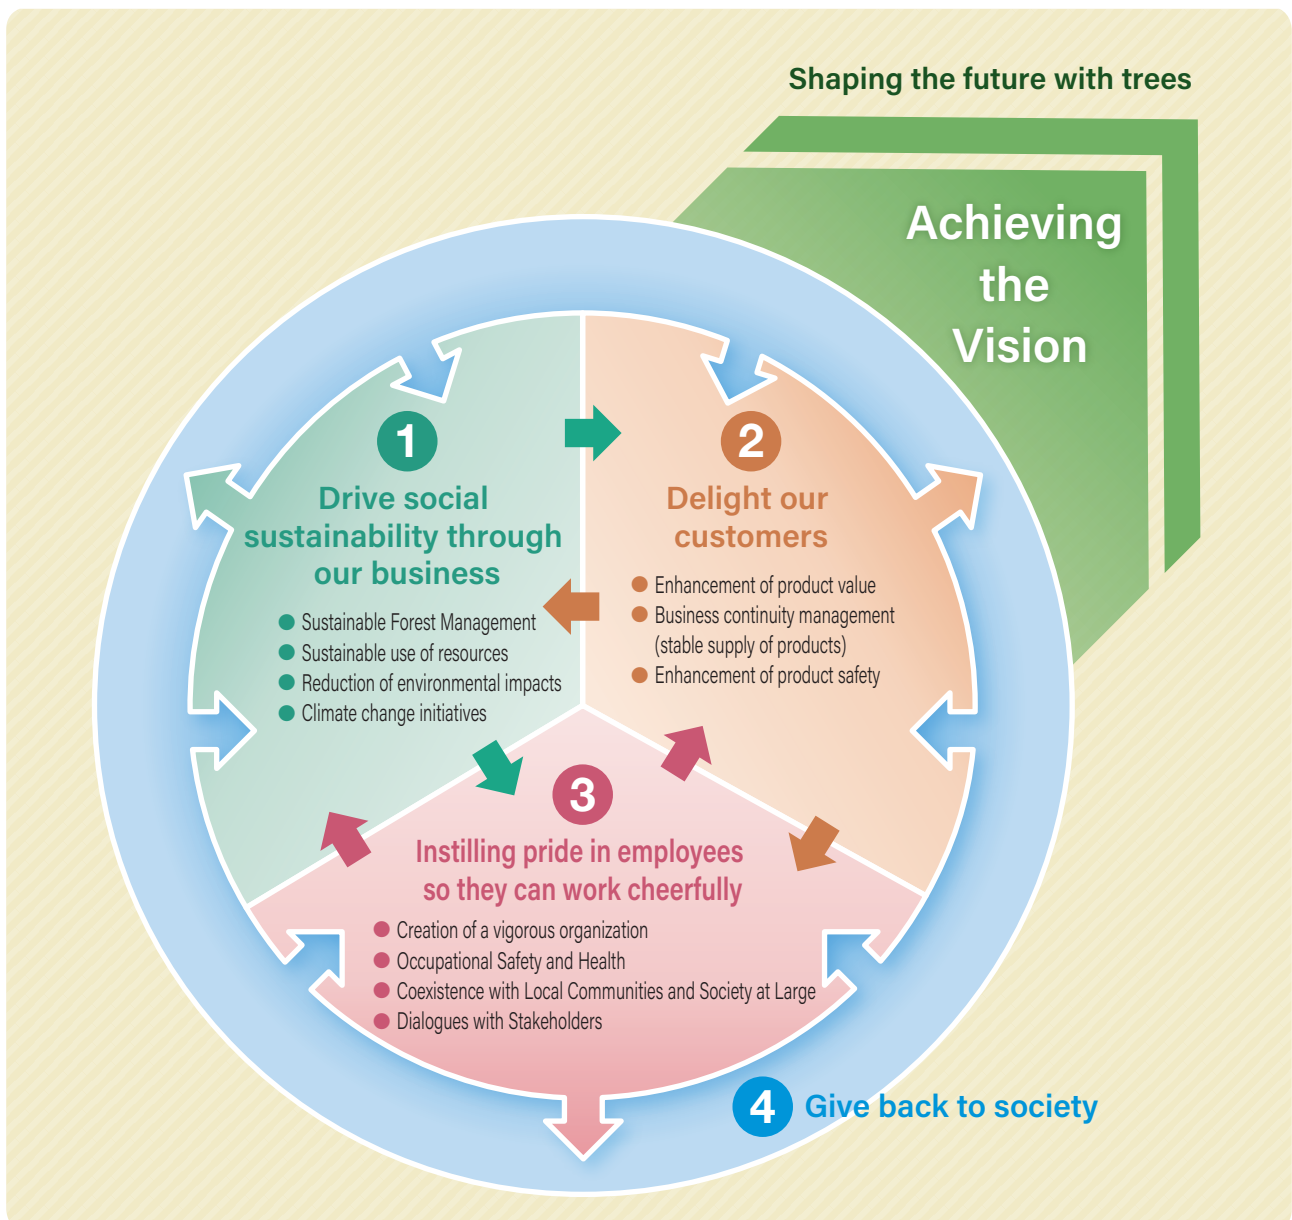 Shaping the future with trees
Achieving
the
Vision
1
Drive social
sustainability through
our business
● Sustainable Forest Management
● Sustainable use of resources
● Reduction of environmental impacts
● Climate change initiatives
2
Delight our
customers
● Enhancement of product value
● Business continuity management
(stable supply of products)
● Enhancement of product safety
3
Instilling pride in employees
so they can work cheerfully
● Creation of a vigorous organization
● Occupational Safety and Health
● Coexistence with Local Communities and Society at Large
● Dialogues with Stakeholders
4 Give back to society